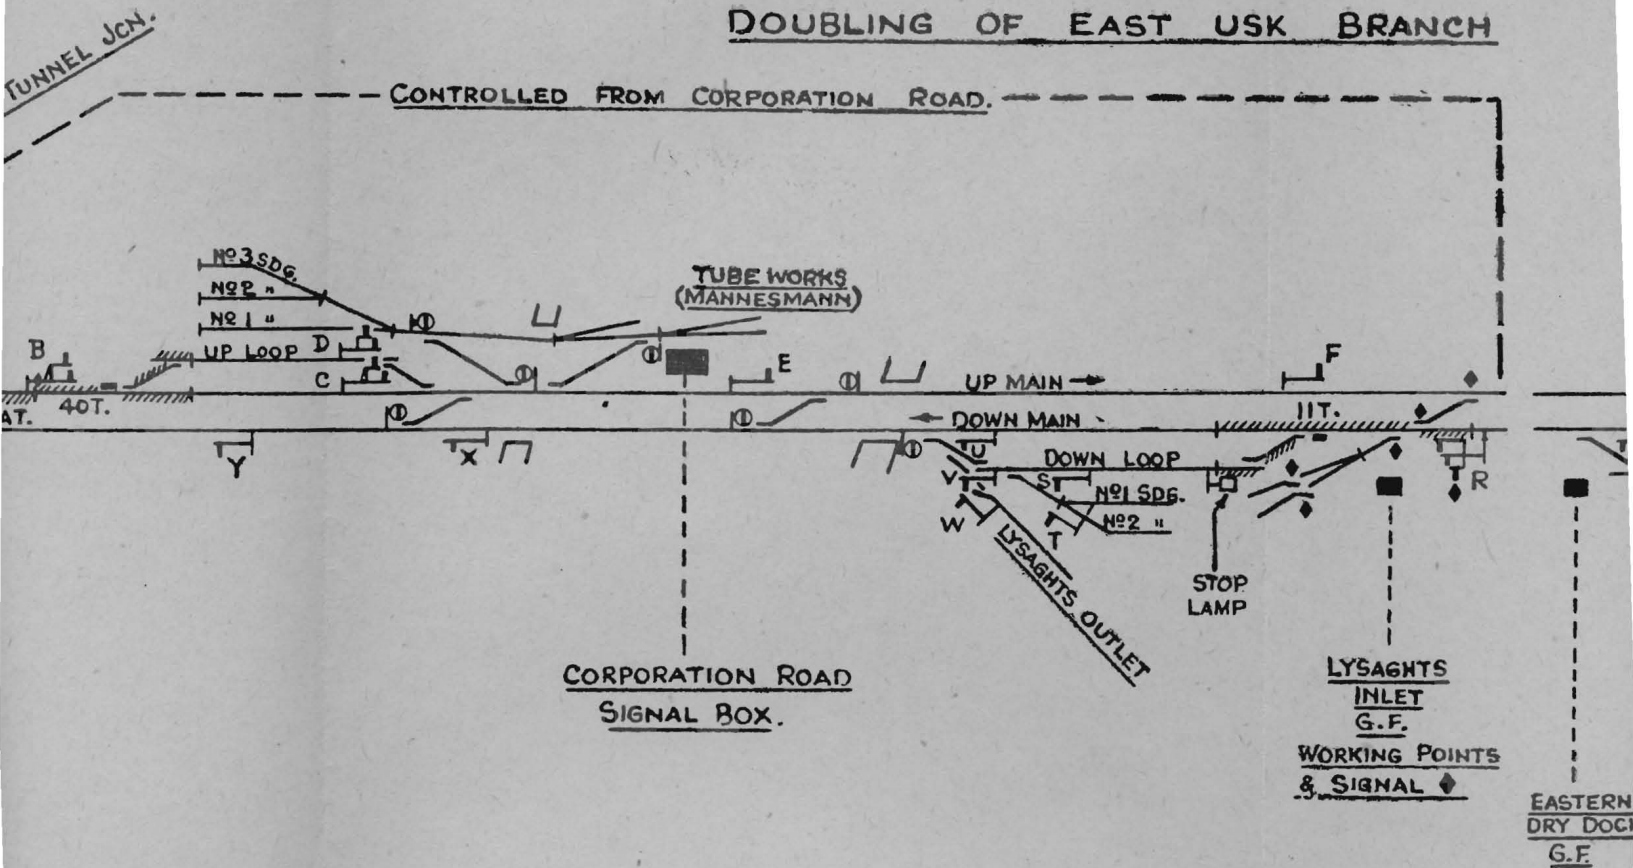 DOUBLING OF EAST USK BRANCH
TUNNEL JCN.
CONTROLLED FROM CORPORATION ROAD.
Nº3 SDG.
Nº2 "
Nº1 "
TUBE WORKS
(MANNESMANN)
B
UP LOOP
D
C
E
F
UP MAIN
40T.
AT.
11T.
DOWN MAIN
Y
X
U
DOWN LOOP
V
S
Nº1 SDG.
R
W
T
Nº2 "
LYSAGHTS OUTLET
STOP
LAMP
CORPORATION ROAD
SIGNAL BOX.
LYSAGHTS
INLET
G.F.
WORKING POINTS
& SIGNAL
EASTERN
DRY DOC
G.F.